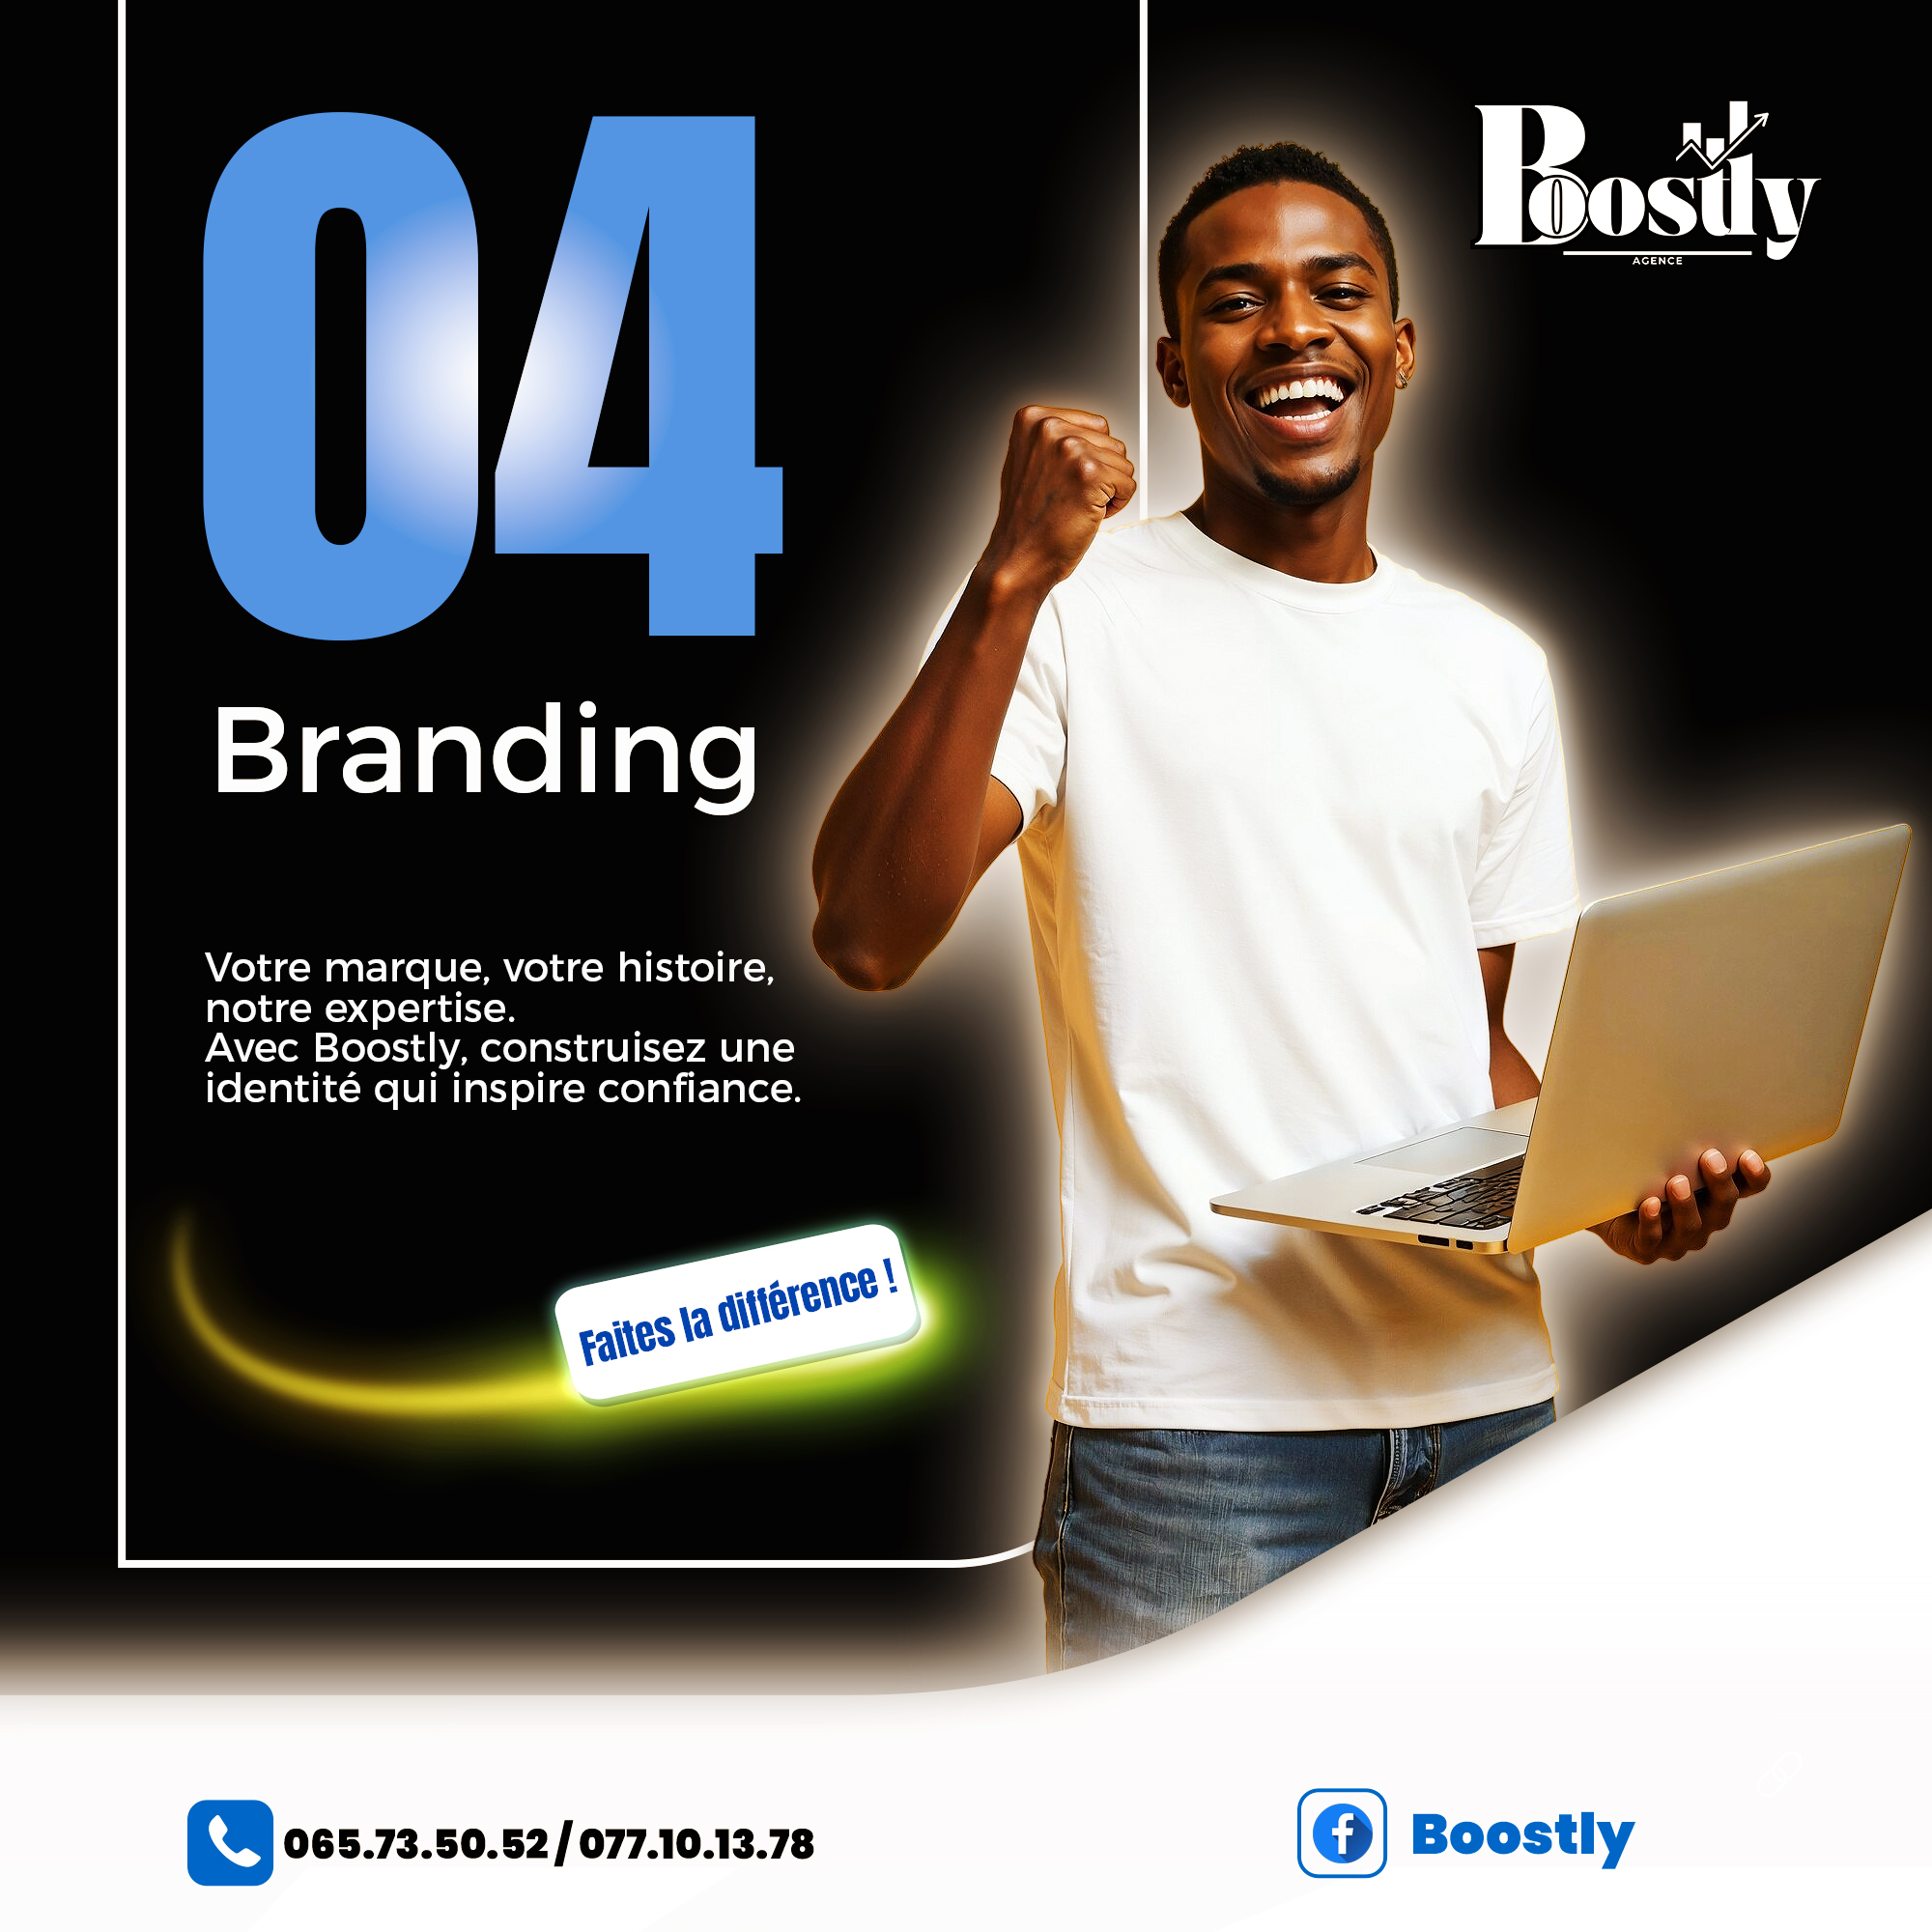 04
Boostly
AGENCE
Branding
Votre marque, votre histoire,
notre expertise.
Avec Boostly, construisez une
identité qui inspire confiance.
Faites la différence !
065.73.50.52 / 077.10.13.78
Boostly